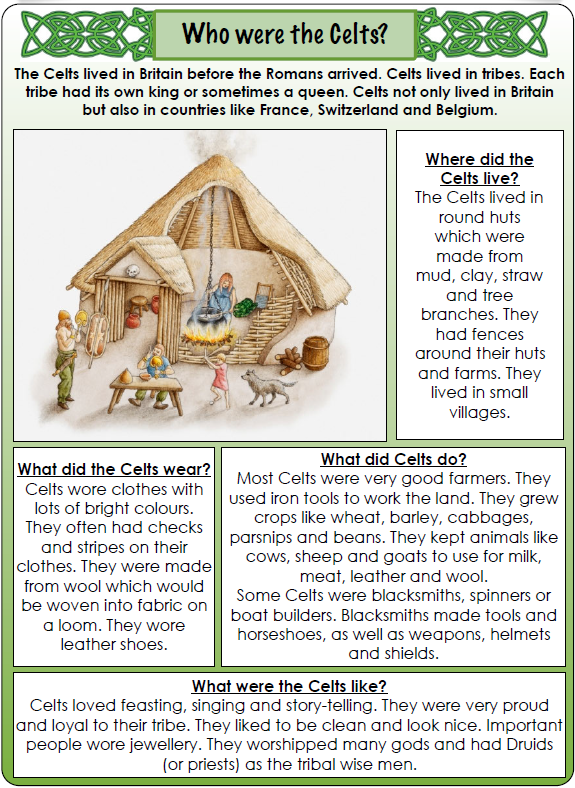 Who were the Celts?
The Celts lived in Britain before the Romans arrived. Celts lived in tribes. Each
tribe had its own king or sometimes a queen. Celts not only lived in Britain
but also in countries like France, Switzerland and Belgium.
Where did the
Celts live?
The Celts lived in
round huts
which were
made from
mud, clay, straw
and tree
branches. They
had fences
around their huts
and farms. They
lived in small
villages.
What did the Celts wear?
Celts wore clothes with
lots of bright colours.
They often had checks
and stripes on their
clothes. They were made
from wool which would
be woven into fabric on
a loom. They wore
leather shoes.
What did Celts do?
Most Celts were very good farmers. They
used iron tools to work the land. They grew
crops like wheat, barley, cabbages,
parsnips and beans. They kept animals like
cows, sheep and goats to use for milk,
meat, leather and wool.
Some Celts were blacksmiths, spinners or
boat builders. Blacksmiths made tools and
horseshoes, as well as weapons, helmets
and shields.
What were the Celts like?
Celts loved feasting, singing and story-telling. They were very proud
and loyal to their tribe. They liked to be clean and look nice. Important
people wore jewellery. They worshipped many gods and had Druids
(or priests) as the tribal wise men.